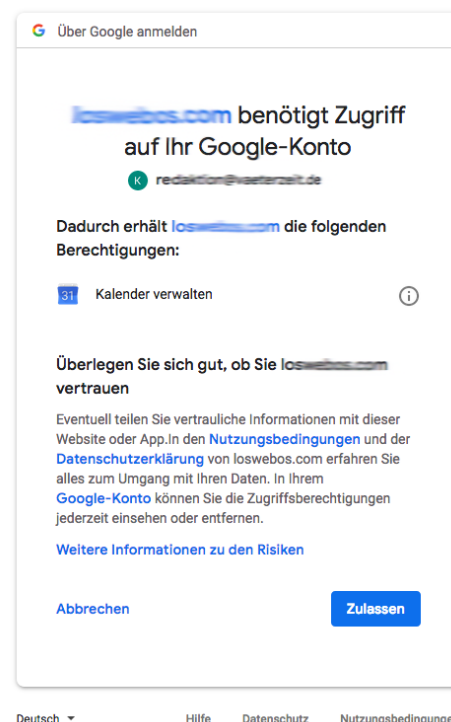 Über Google anmelden
benötigt Zugriff
auf Ihr Google-Konto
K
Dadurch erhält die folgenden
Berechtigungen:
31 Kalender verwalten
Überlegen Sie sich gut, ob Sie
vertrauen
Eventuell teilen Sie vertrauliche Informationen mit dieser
Website oder App.In den Nutzungsbedingungen und der
Datenschutzerklärung von loswebos.com erfahren Sie
alles zum Umgang mit Ihren Daten. In Ihrem
Google-Konto können Sie die Zugriffsberechtigungen
jederzeit einsehen oder entfernen.
Weitere Informationen zu den Risiken
Abbrechen Zulassen
Deutsch Hilfe Datenschutz